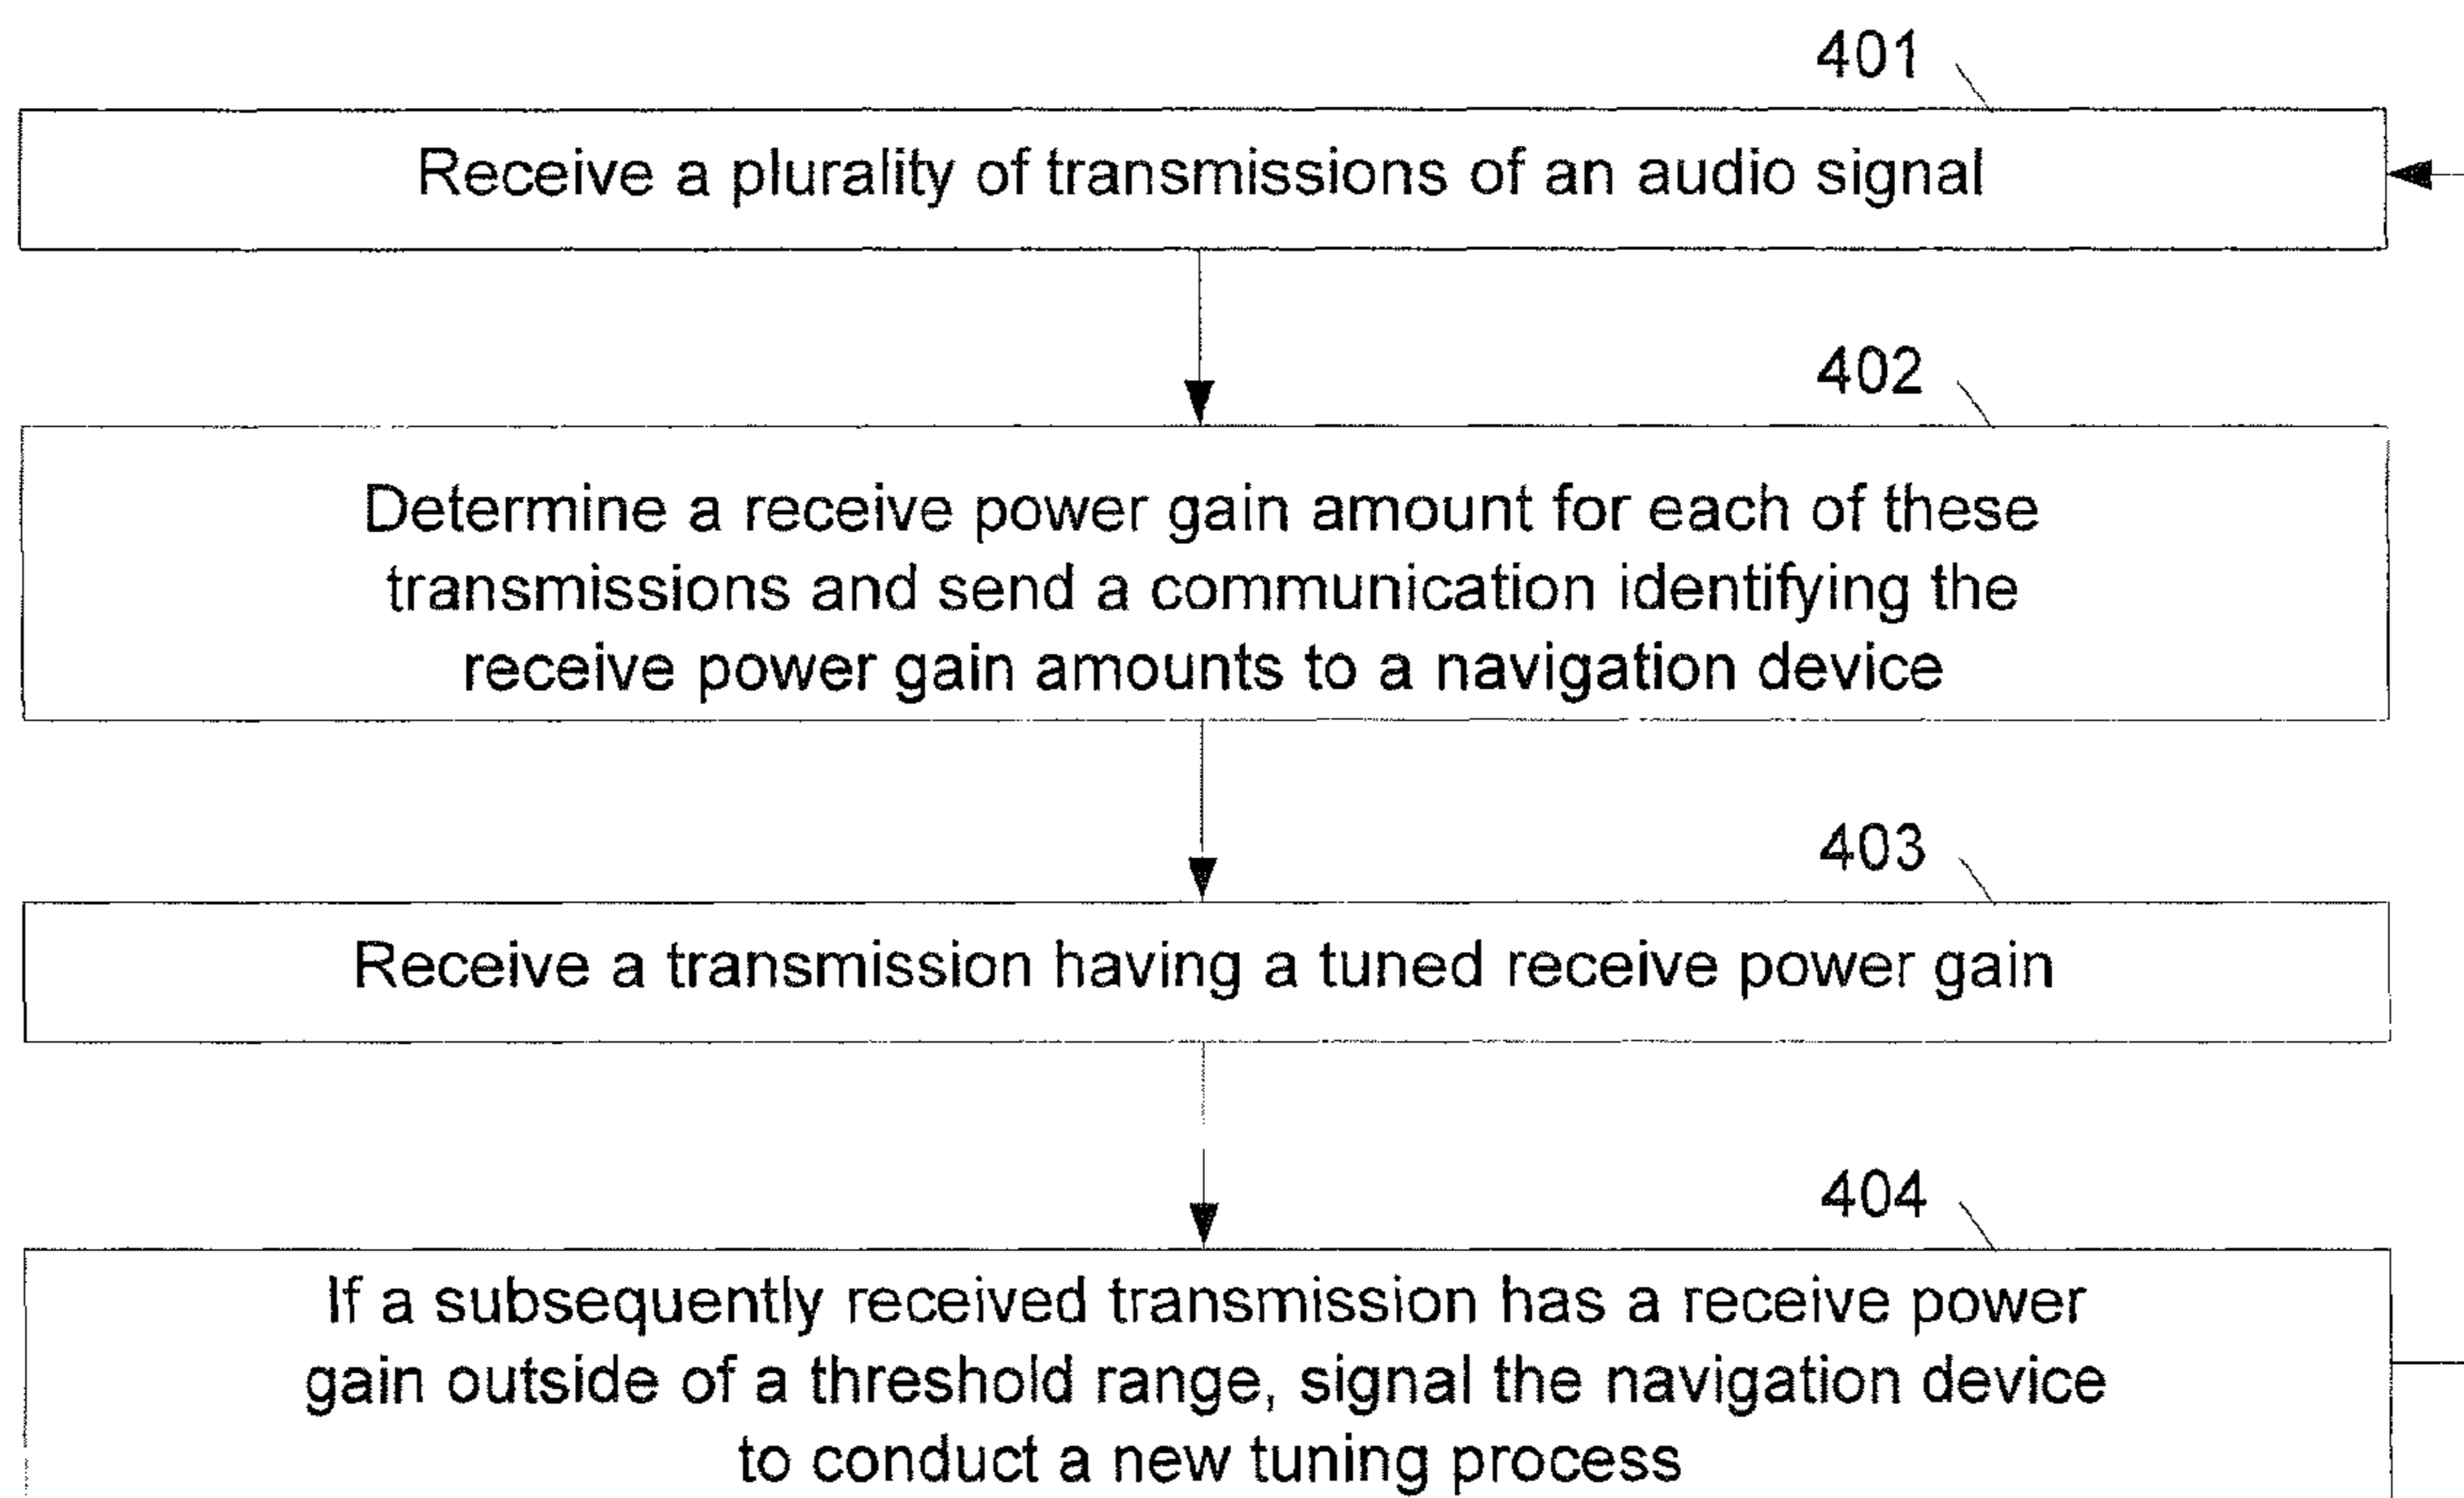 401
Receive a plurality of transmissions of an audio signal
402
Determine a receive power gain amount for each of these
transmissions and send a communication identifying the
receive power gain amounts to a navigation device
403
Receive a transmission having a tuned receive power gain
404
If a subsequently received transmission has a receive power
gain outside of a threshold range, signal the navigation device
to conduct a new tuning process